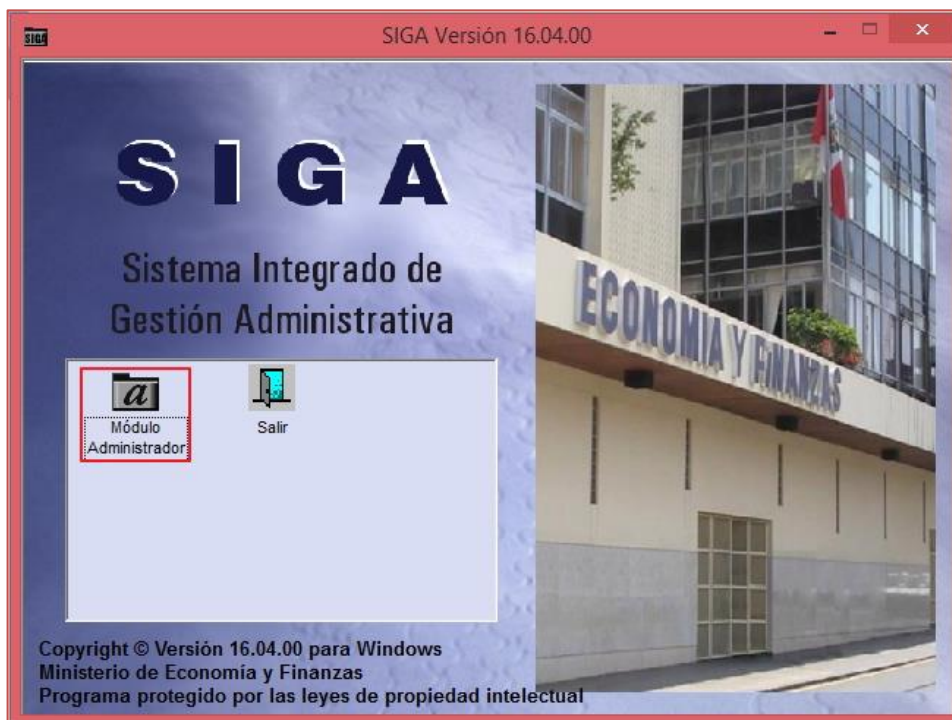 SIGA
SIGA Versión 16.04.00
S I G A
Sistema Integrado de
Gestión Administrativa
ECONOMIA Y FINANZAS
a
Módulo
Administrador
Salir
Copyright © Versión 16.04.00 para Windows
Ministerio de Economía y Finanzas
Programa protegido por las leyes de propiedad intelectual